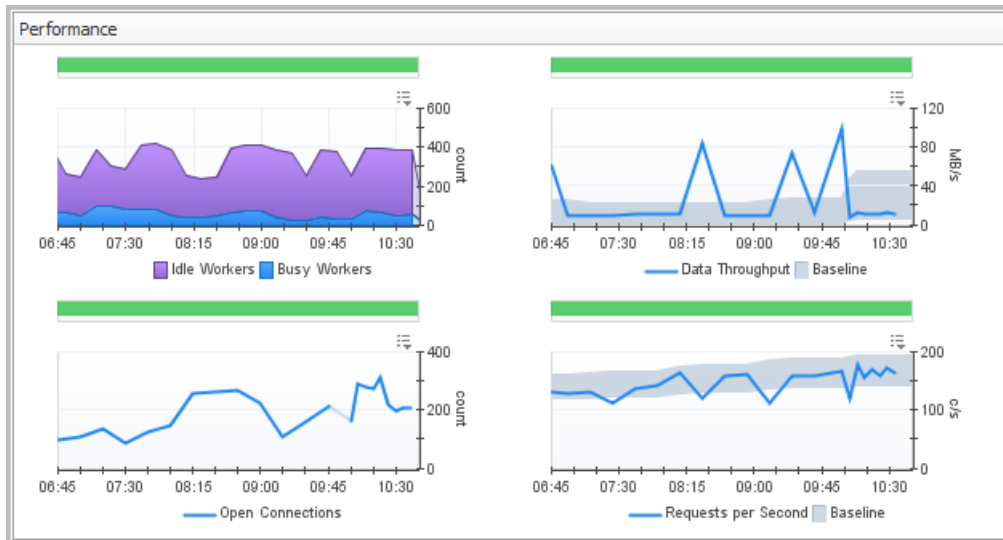 Performance
600
400
200
0
count
06:45 07:30 08:15 09:00 09:45 10:30
Idle Workers Busy Workers
120
80
40
0
MB/s
06:45 07:30 08:15 09:00 09:45 10:30
Data Throughput Baseline
400
200
0
count
06:45 07:30 08:15 09:00 09:45 10:30
Open Connections
200
100
0
c/s
06:45 07:30 08:15 09:00 09:45 10:30
Requests per Second Baseline